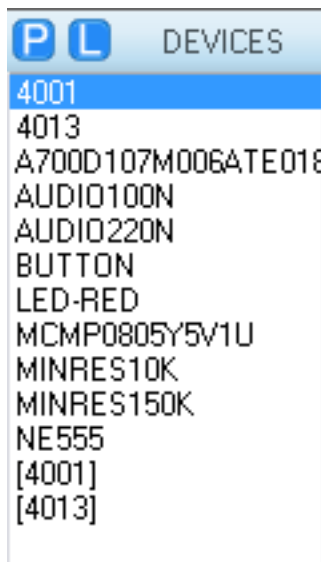 P L DEVICES
4001
4013
A700D107M006ATE018
AUDIO100N
AUDIO220N
BUTTON
LED-RED
MCMP0805Y5V1U
MINRES10K
MINRES150K
NE555
[4001]
[4013]